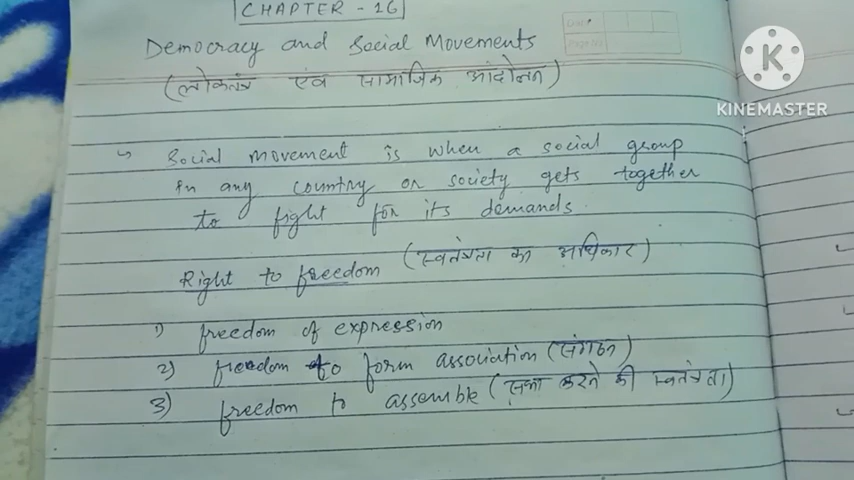 CHAPTER - 16
Democracy and Social Movements
(लोकतंत्र एंव सामाजिक आंदोलन)
KINEMASTER
Social movement is when a social group
in any country or society gets together
to fight for its demands.
Right to freedom (स्वतंत्रता का अधिकार)
1) freedom of expression
2) freedom to form association (संगठन)
3) freedom to assemble (सभा करने की स्वतंत्रता)